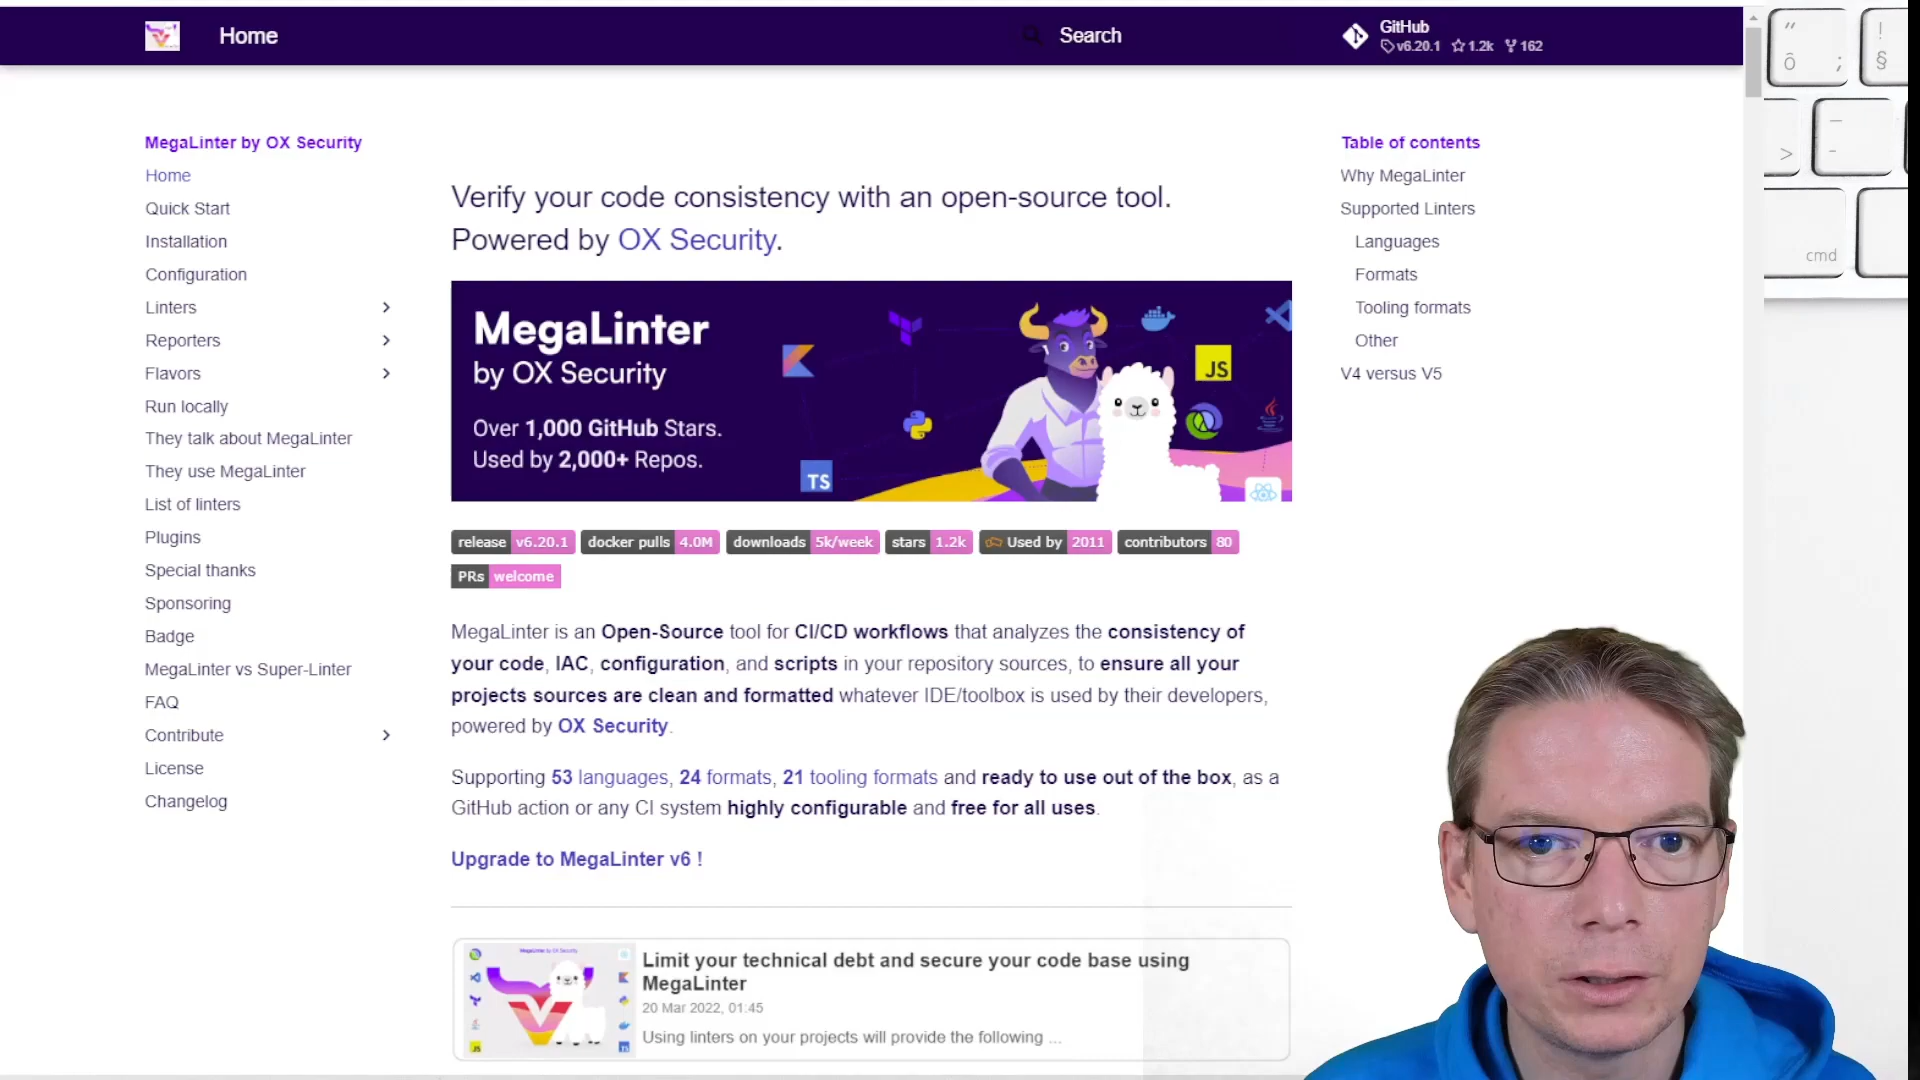 Home
Search
GitHub
v6.20.1 1.2k 162
MegaLinter by OX Security
Home
Quick Start
Installation
Configuration
Linters
Reporters
Flavors
Run locally
They talk about MegaLinter
They use MegaLinter
List of linters
Plugins
Special thanks
Sponsoring
Badge
MegaLinter vs Super-Linter
FAQ
Contribute
License
Changelog
Verify your code consistency with an open-source tool.
Powered by OX Security.
MegaLinter
by OX Security
Over 1,000 GitHub Stars.
Used by 2,000+ Repos.
JS
TS
release v6.20.1 docker pulls 4.0M downloads 5k/week stars 1.2k Used by 2011 contributors 80
PRs welcome
MegaLinter is an Open-Source tool for CI/CD workflows that analyzes the consistency of
your code, IAC, configuration, and scripts in your repository sources, to ensure all your
projects sources are clean and formatted whatever IDE/toolbox is used by their developers,
powered by OX Security.
Supporting 53 languages, 24 formats, 21 tooling formats and ready to use out of the box, as a
GitHub action or any CI system highly configurable and free for all uses.
Upgrade to MegaLinter v6 !
MegaLinter by OX Security
JS
TS
Limit your technical debt and secure your code base using
MegaLinter
20 Mar 2022, 01:45
Using linters on your projects will provide the following ...
Table of contents
Why MegaLinter
Supported Linters
Languages
Formats
Tooling formats
Other
V4 versus V5
" !
õ ; §
_
> -
cmd